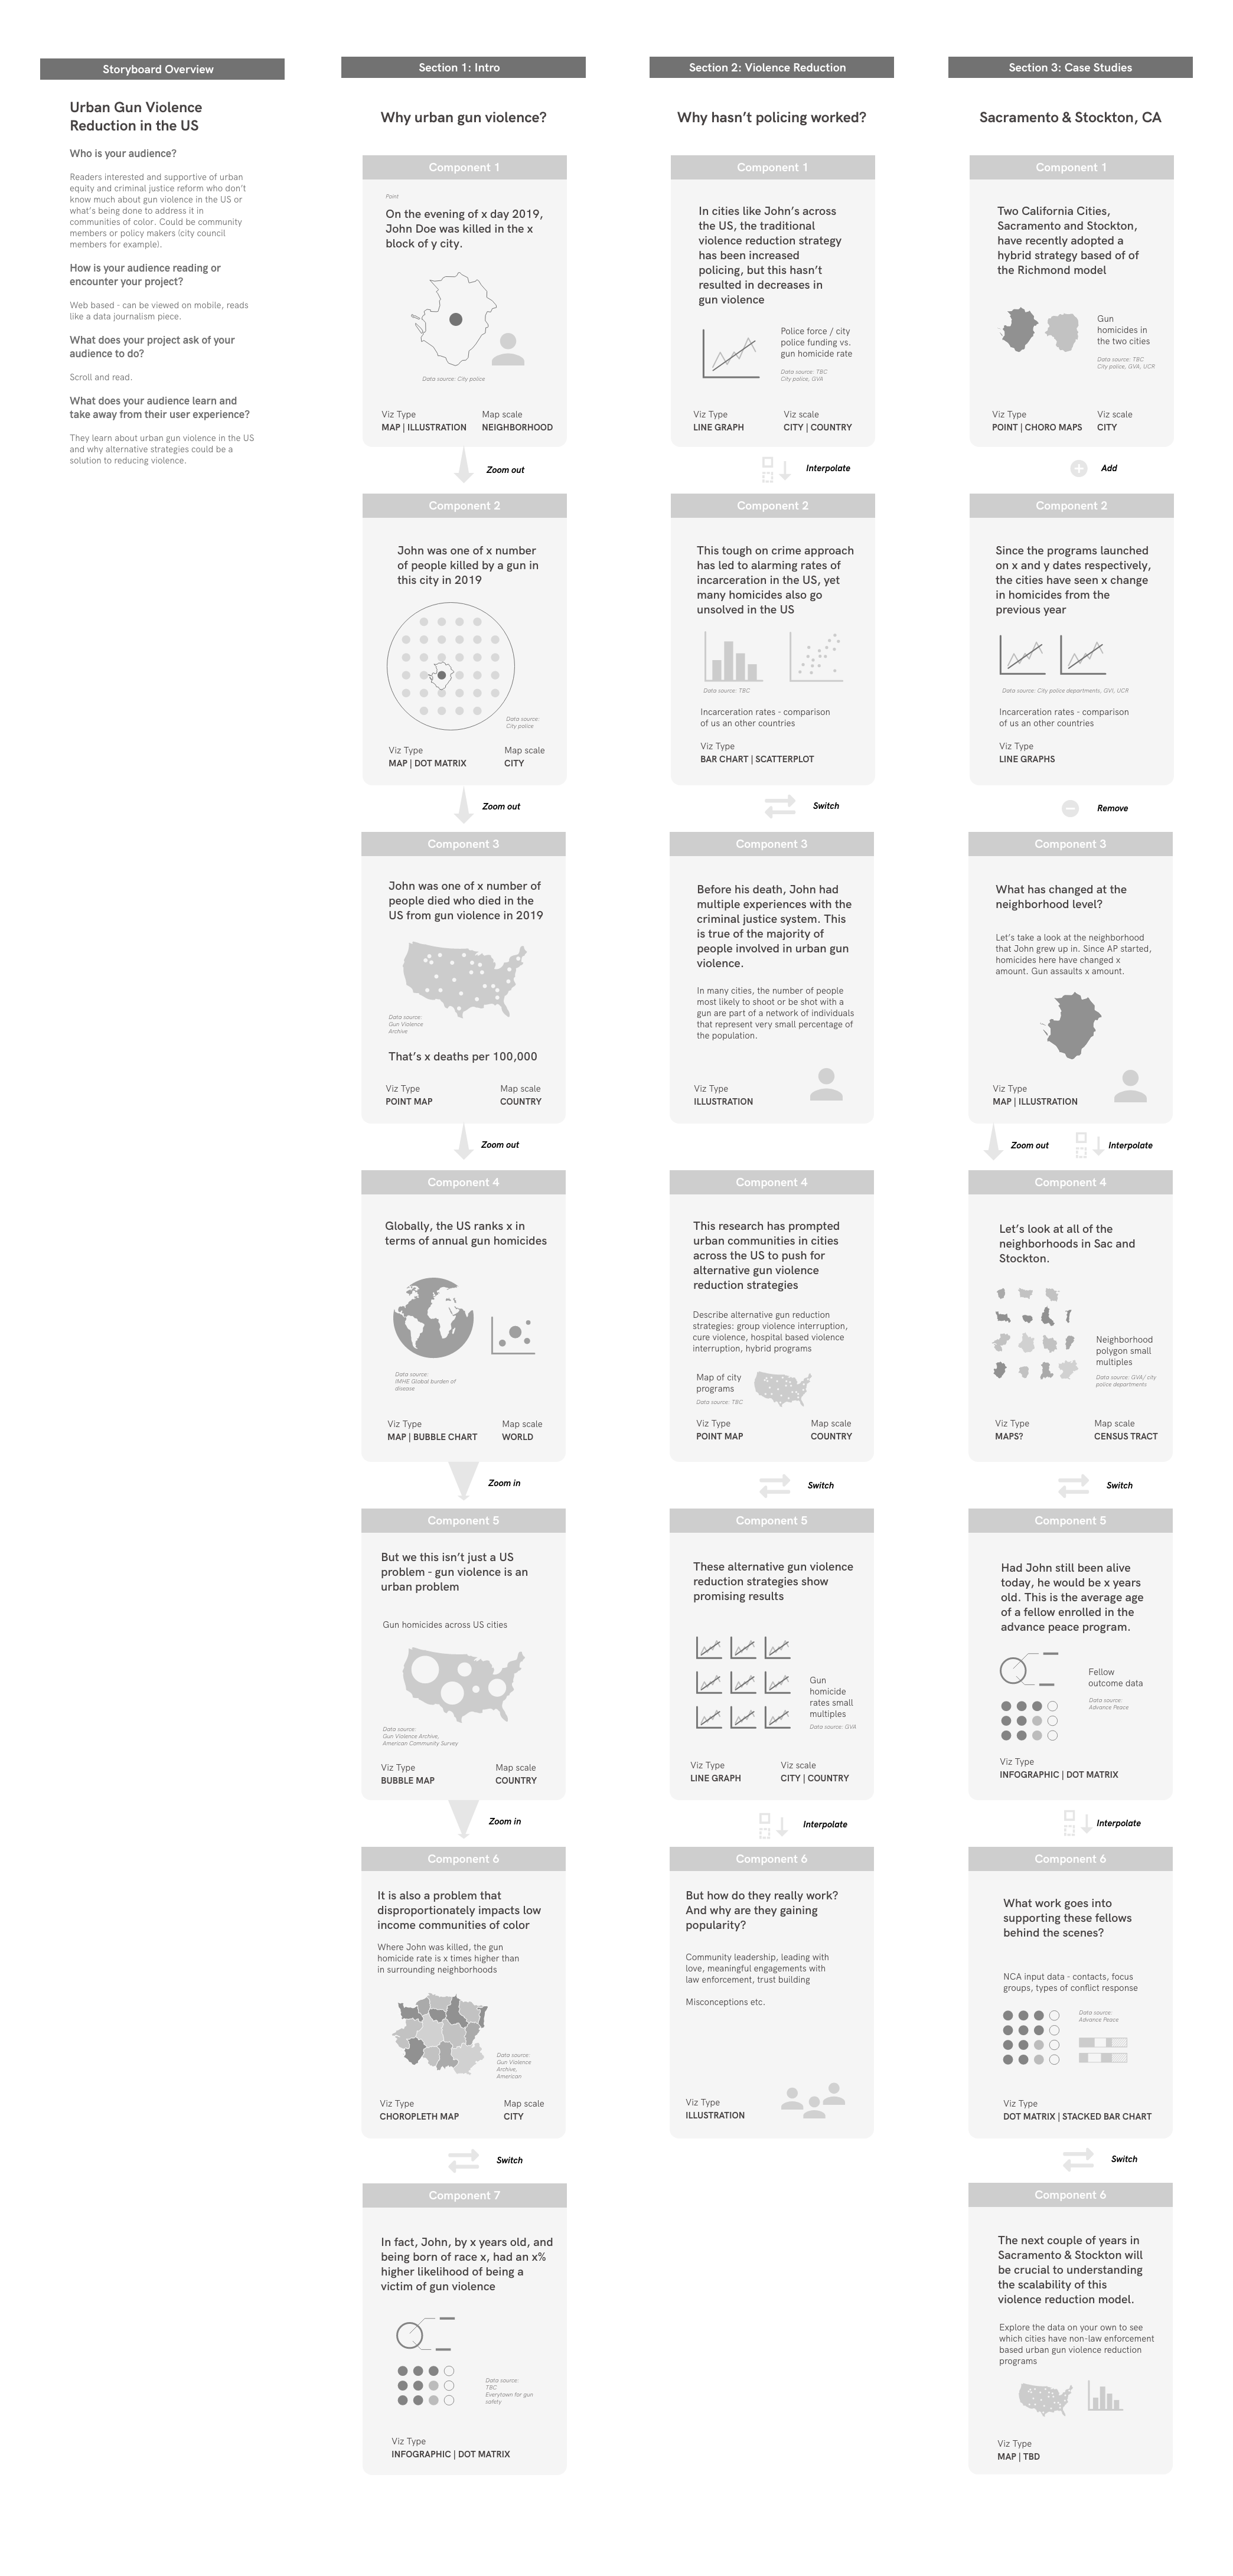 Storyboard Overview
Urban Gun Violence
Reduction in the US
Who is your audience?
Readers interested and supportive of urban
equity and criminal justice reform who don't
know much about gun violence in the US or
what's being done to address it in
communities of color. Could be community
members or policy makers (city council
members for example).
How is your audience reading or
encounter your project?
Web based - can be viewed on mobile, reads
like a data journalism piece.
What does your project ask of your
audience to do?
Scroll and read.
What does your audience learn and
take away from their user experience?
They learn about urban gun violence in the US
and why alternative strategies could be a
solution to reducing violence.
Section 1: Intro
Why urban gun violence?
Component 1
Point
On the evening of x day 2019,
John Doe was killed in the x
block of y city.
Data source: City police
Viz Type
MAP | ILLUSTRATION
Map scale
NEIGHBORHOOD
Zoom out
Component 2
John was one of x number
of people killed by a gun in
this city in 2019
Data source:
City police
Viz Type
MAP | DOT MATRIX
Map scale
CITY
Zoom out
Component 3
John was one of x number of
people died who died in the
US from gun violence in 2019
Data source:
Gun Violence
Archive
That's x deaths per 100,000
Viz Type
POINT MAP
Map scale
COUNTRY
Zoom out
Component 4
Globally, the US ranks x in
terms of annual gun homicides
Data source:
IMHE Global burden of
disease
Viz Type
MAP | BUBBLE CHART
Map scale
WORLD
Zoom in
Component 5
But we this isn't just a US
problem - gun violence is an
urban problem
Gun homicides across US cities
Data source:
Gun Violence Archive,
American Community Survey
Viz Type
BUBBLE MAP
Map scale
COUNTRY
Zoom in
Component 6
It is also a problem that
disproportionately impacts low
income communities of color
Where John was killed, the gun
homicide rate is x times higher than
in surrounding neighborhoods
Data source:
Gun Violence
Archive,
American
Viz Type
CHOROPLETH MAP
Map scale
CITY
Switch
Component 7
In fact, John, by x years old, and
being born of race x, had an x%
higher likelihood of being a
victim of gun violence
Data source:
TBC
Everytown for gun
safety
Viz Type
INFOGRAPHIC | DOT MATRIX
Section 2: Violence Reduction
Why hasn't policing worked?
Component 1
In cities like John's across
the US, the traditional
violence reduction strategy
has been increased
policing, but this hasn't
resulted in decreases in
gun violence
Police force / city
police funding vs.
gun homicide rate
Data source: TBC
City police, GVA
Viz Type
LINE GRAPH
Viz scale
CITY | COUNTRY
Interpolate
Component 2
This tough on crime approach
has led to alarming rates of
incarceration in the US, yet
many homicides also go
unsolved in the US
Data source: TBC
Incarceration rates - comparison
of us an other countries
Viz Type
BAR CHART | SCATTERPLOT
Switch
Component 3
Before his death, John had
multiple experiences with the
criminal justice system. This
is true of the majority of
people involved in urban gun
violence.
In many cities, the number of people
most likely to shoot or be shot with a
gun are part of a network of individuals
that represent very small percentage of
the population.
Viz Type
ILLUSTRATION
Component 4
This research has prompted
urban communities in cities
across the US to push for
alternative gun violence
reduction strategies
Describe alternative gun reduction
strategies: group violence interruption,
cure violence, hospital based violence
interruption, hybrid programs
Map of city
programs
Data source: TBC
Viz Type
POINT MAP
Map scale
COUNTRY
Switch
Component 5
These alternative gun violence
reduction strategies show
promising results
Gun
homicide
rates small
multiples
Data source: GVA
Viz Type
LINE GRAPH
Viz scale
CITY | COUNTRY
Interpolate
Component 6
But how do they really work?
And why are they gaining
popularity?
Community leadership, leading with
love, meaningful engagements with
law enforcement, trust building
Misconceptions etc.
Viz Type
ILLUSTRATION
Section 3: Case Studies
Sacramento & Stockton, CA
Component 1
Two California Cities,
Sacramento and Stockton,
have recently adopted a
hybrid strategy based of of
the Richmond model
Gun
homicides in
the two cities
Data source: TBC
City police, GVA, UCR
Viz Type
POINT | CHORO MAPS
Viz scale
CITY
Add
Component 2
Since the programs launched
on x and y dates respectively,
the cities have seen x change
in homicides from the
previous year
Data source: City police departments, GVI, UCR
Incarceration rates - comparison
of us an other countries
Viz Type
LINE GRAPHS
Remove
Component 3
What has changed at the
neighborhood level?
Let's take a look at the neighborhood
that John grew up in. Since AP started,
homicides here have changed x
amount. Gun assaults x amount.
Viz Type
MAP | ILLUSTRATION
Zoom out
Interpolate
Component 4
Let's look at all of the
neighborhoods in Sac and
Stockton.
Neighborhood
polygon small
multiples
Data source: GVA/ city
police departments
Viz Type
MAPS?
Map scale
CENSUS TRACT
Switch
Component 5
Had John still been alive
today, he would be x years
old. This is the average age
of a fellow enrolled in the
advance peace program.
Fellow
outcome data
Data source:
Advance Peace
Viz Type
INFOGRAPHIC | DOT MATRIX
Interpolate
Component 6
What work goes into
supporting these fellows
behind the scenes?
NCA input data - contacts, focus
groups, types of conflict response
Data source:
Advance Peace
Viz Type
DOT MATRIX | STACKED BAR CHART
Switch
Component 6
The next couple of years in
Sacramento & Stockton will
be crucial to understanding
the scalability of this
violence reduction model.
Explore the data on your own to see
which cities have non-law enforcement
based urban gun violence reduction
programs
Viz Type
MAP | TBD